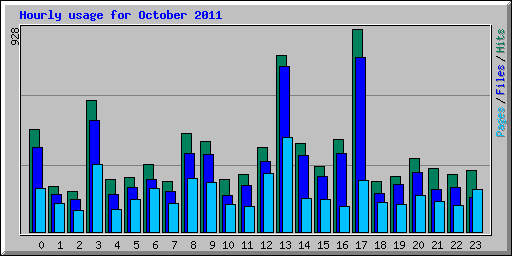 Hourly usage for October 2011
928
Pages / Files / Hits
0 1 2 3 4 5 6 7 8 9 10 11 12 13 14 15 16 17 18 19 20 21 22 23